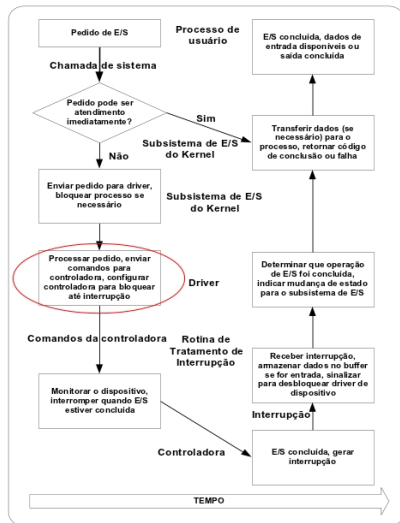 Pedido de E/S
Processo de
usuário
E/S concluída, dados de
entrada disponíveis ou
saída concluída
Chamada de sistema
Pedido pode ser
atendimento
imediatamente?
Sim
Não
Subsistema de E/S
do Kernel
Transferir dados (se
necessário) para o
processo, retornar código
de conclusão ou falha
Enviar pedido para driver,
bloquear processo se
necessário
Subsistema de E/S
do Kernel
Processar pedido, enviar
comandos para
controladora, configurar
controladora para bloquear
até interrupção
Driver
Determinar que operação
de E/S foi concluída,
indicar mudança de estado
para o subsistema de E/S
Comandos da controladora
Rotina de
Tratamento de
Interrupção
Receber interrupção,
armazenar dados no buffer
se for entrada, sinalizar
para desbloquear driver de
dispositivo
Monitorar o dispositivo,
interromper quando E/S
estiver concluída
Interrupção
Controladora
E/S concluída, gerar
interrupção
TEMPO